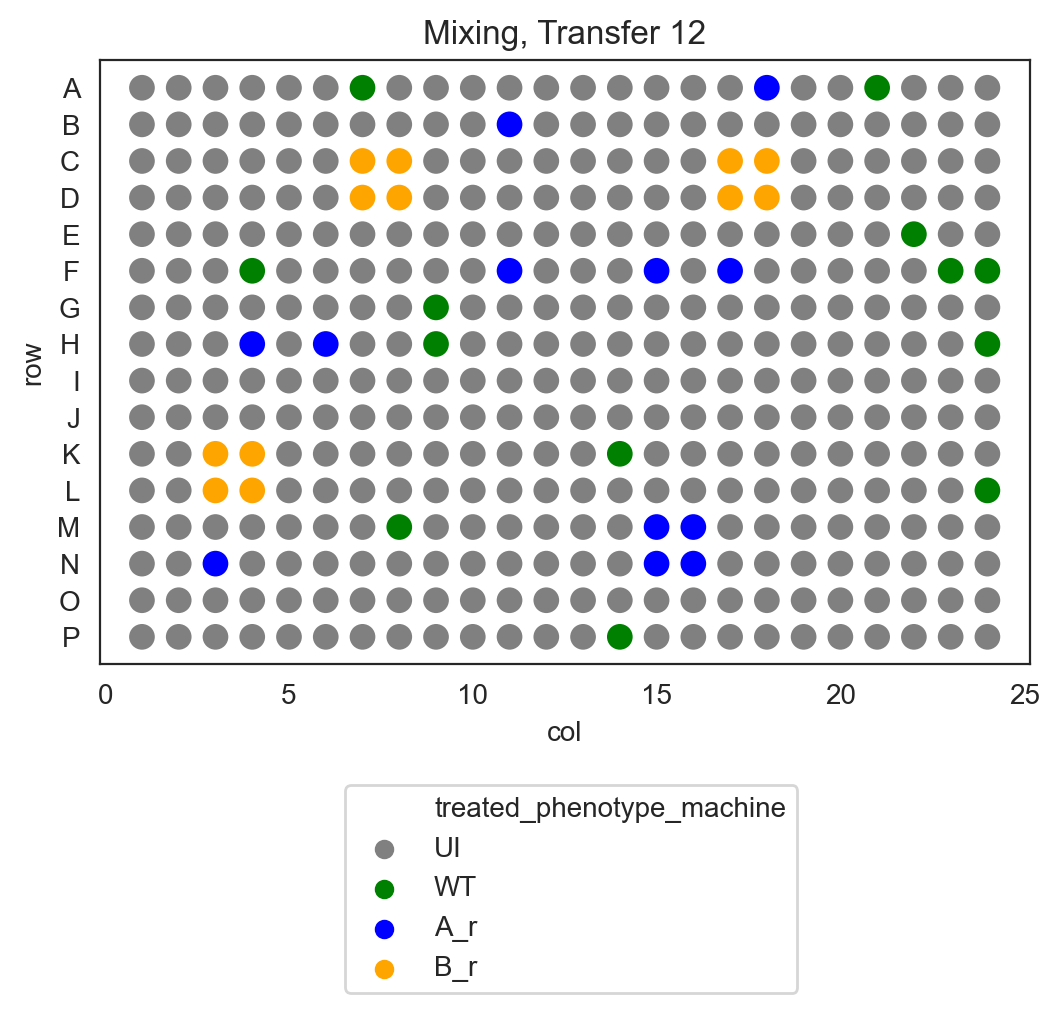 Mixing, Transfer 12
row
A
B
C
D
E
F
G
H
I
J
K
L
M
N
O
P
0 5 10 15 20 25
col
treated_phenotype_machine
UI
WT
A_r
B_r